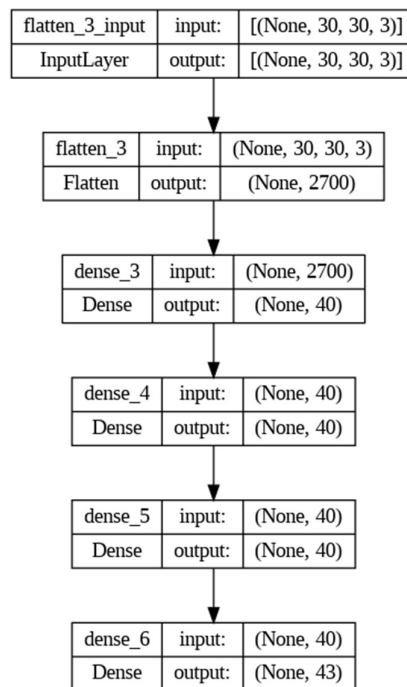 flatten_3_input input: [(None, 30, 30, 3)]
InputLayer output: [(None, 30, 30, 3)]
flatten_3 input: (None, 30, 30, 3)
Flatten output: (None, 2700)
dense_3 input: (None, 2700)
Dense output: (None, 40)
dense_4 input: (None, 40)
Dense output: (None, 40)
dense_5 input: (None, 40)
Dense output: (None, 40)
dense_6 input: (None, 40)
Dense output: (None, 43)